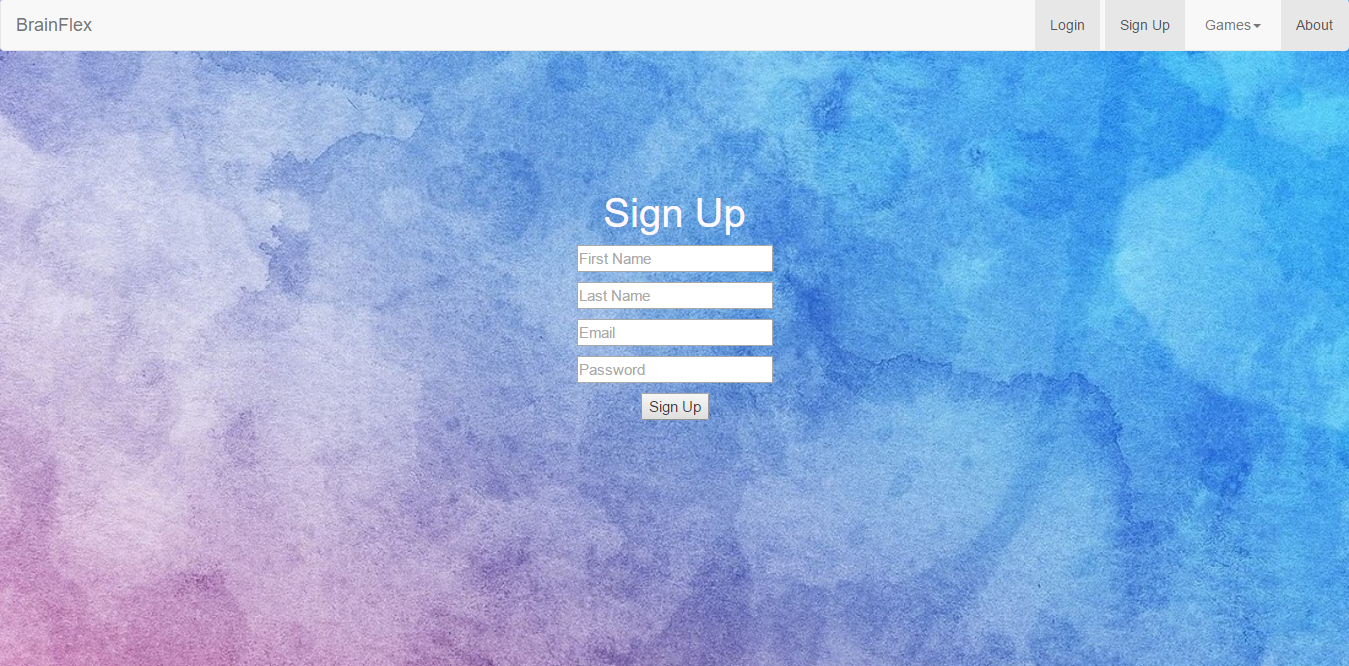 BrainFlex
Login
Sign Up
Games
About
Sign Up
First Name
Last Name
Email
Password
Sign Up